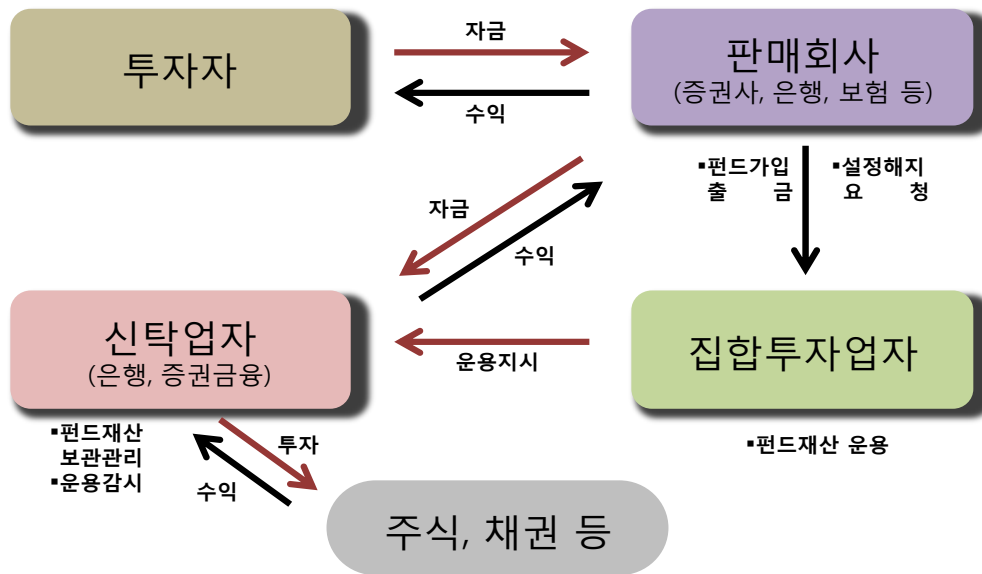 투자자
자금
수익
판매회사
(증권사, 은행, 보험 등)
▪펀드가입
출 금
▪설정해지
요 청
자금
수익
신탁업자
(은행, 증권금융)
운용지시
집합투자업자
▪펀드재산
보관관리
▪운용감시
투자
수익
▪펀드재산 운용
주식, 채권 등